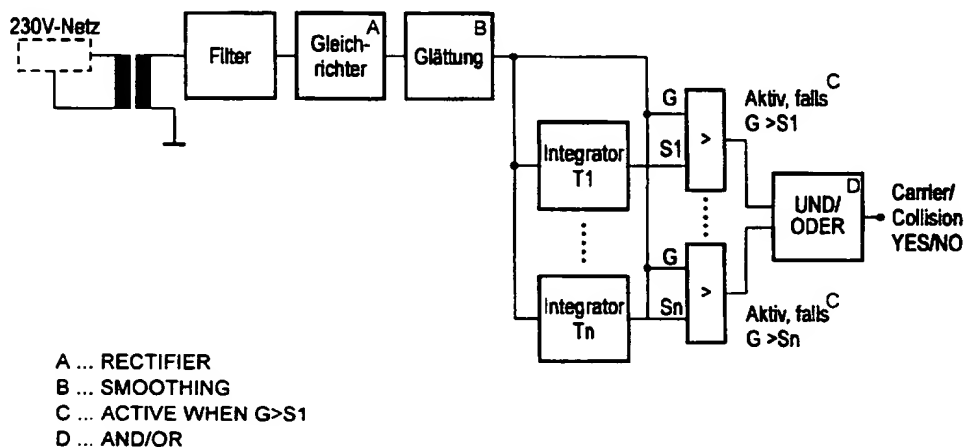 230V-Netz
Filter
A
Gleich-
richter
B
Glättung
G
S1
>
Aktiv, falls C
G >S1
Integrator
T1
D
UND/
ODER
Carrier/
Collision
YES/NO
G
Sn
>
Aktiv, falls C
G >Sn
Integrator
Tn
A ... RECTIFIER
B ... SMOOTHING
C ... ACTIVE WHEN G>S1
D ... AND/OR